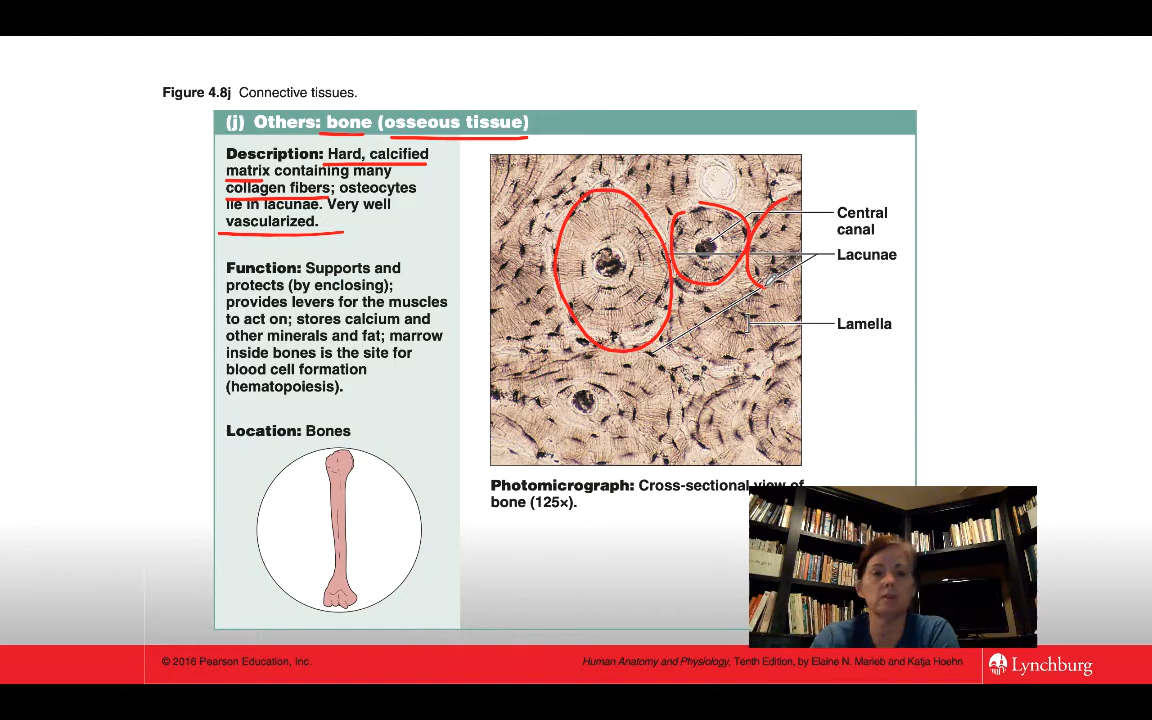 Figure 4.8j Connective tissues.
(j) Others: bone (osseous tissue)
Description: Hard, calcified
matrix containing many
collagen fibers; osteocytes
lie in lacunae. Very well
vascularized.
Function: Supports and
protects (by enclosing);
provides levers for the muscles
to act on; stores calcium and
other minerals and fat; marrow
inside bones is the site for
blood cell formation
(hematopoiesis).
Location: Bones
Central
canal
Lacunae
Lamella
Photomicrograph: Cross-sectional view of
bone (125×).
© 2016 Pearson Education, Inc.
Human Anatomy and Physiology, Tenth Edition, by Elaine N. Marieb and Katja Hoehn
Lynchburg